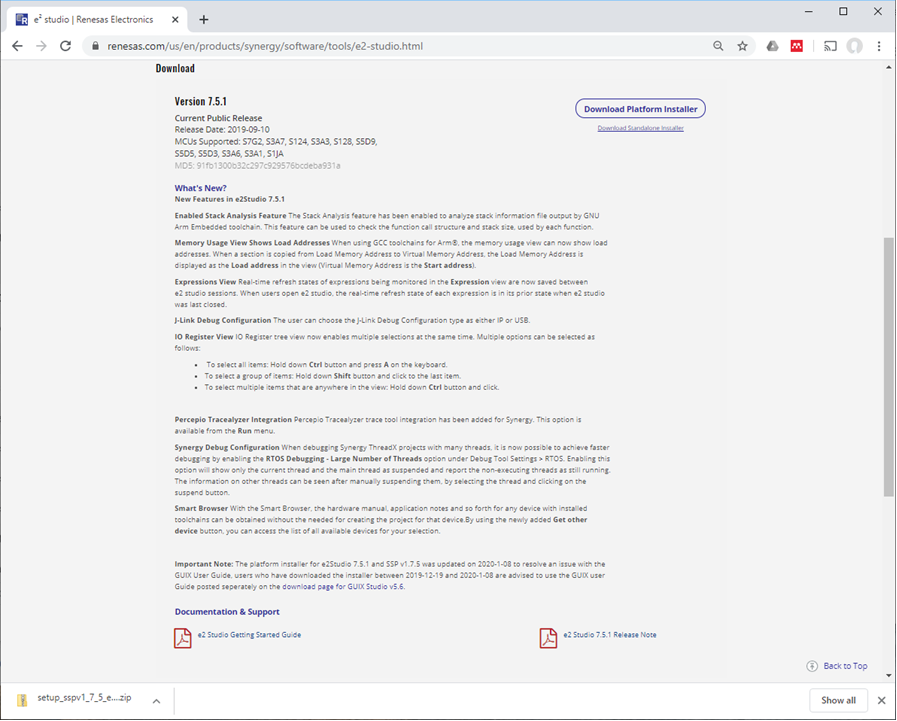 e² studio | Renesas Electronics
renesas.com/us/en/products/synergy/software/tools/e2-studio.html
Download
Version 7.5.1
Download Platform Installer
Current Public Release
Download Standalone Installer
Release Date: 2019-09-10
MCUs Supported: S7G2, S3A7, S124, S3A3, S128, S5D9,
S5D5, S5D3, S3A6, S3A1, S1JA
MD5: 91fb1300b32c297c929576bcdeba931a
What's New?
New Features in e2Studio 7.5.1
Enabled Stack Analysis Feature The Stack Analysis feature has been enabled to analyze stack information file output by GNU
Arm Embedded toolchain. This feature can be used to check the function call structure and stack size, used by each function.
Memory Usage View Shows Load Addresses When using GCC toolchains for Arm®, the memory usage view can now show load
addresses. When a section is copied from Load Memory Address to Virtual Memory Address, the Load Memory Address is
displayed as the Load address in the view (Virtual Memory Address is the Start address).
Expressions View Real-time refresh states of expressions being monitored in the Expression view are now saved between
e2 studio sessions. When users open e2 studio, the real-time refresh state of each expression is in its prior state when e2 studio
was last closed.
J-Link Debug Configuration The user can choose the J-Link Debug Configuration type as either IP or USB.
IO Register View IO Register tree view now enables multiple selections at the same time. Multiple options can be selected as
follows:
• To select all items: Hold down Ctrl button and press A on the keyboard.
• To select a group of items: Hold down Shift button and click to the last item.
• To select multiple items that are anywhere in the view: Hold down Ctrl button and click.
Percepio Tracealyzer Integration Percepio Tracealyzer trace tool integration has been added for Synergy. This option is
available from the Run menu.
Synergy Debug Configuration When debugging Synergy ThreadX projects with many threads, it is now possible to achieve faster
debugging by enabling the RTOS Debugging - Large Number of Threads option under Debug Tool Settings > RTOS. Enabling this
option will show only the current thread and the main thread as suspended and report the non-executing threads as still running.
The information on other threads can be seen after manually suspending them, by selecting the thread and clicking on the
suspend button.
Smart Browser With the Smart Browser, the hardware manual, application notes and so forth for any device with installed
toolchains can be obtained without the needed for creating the project for that device.By using the newly added Get other
device button, you can access the list of all available devices for your selection.
Important Note: The platform installer for e2Studio 7.5.1 and SSP v1.7.5 was updated on 2020-1-08 to resolve an issue with the
GUIX User Guide, users who have downloaded the installer between 2019-12-19 and 2020-1-08 are advised to use the GUIX user
Guide posted seperately on the download page for GUIX Studio v5.6.
Documentation & Support
e2 Studio Getting Started Guide
e2 Studio 7.5.1 Release Note
Back to Top
setup_sspv1_7_5_e....zip
Show all